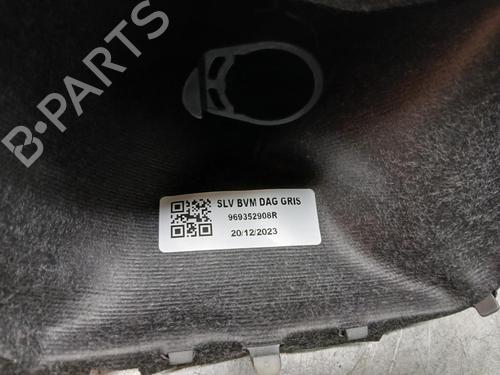 B-PARTS
SLV BVM DAG GRIS
969352908R
20/12/2023